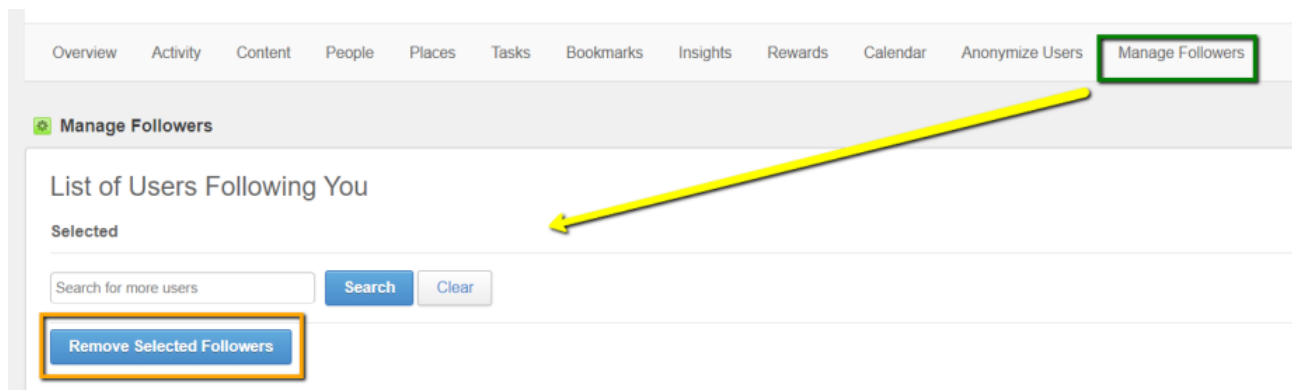 Overview Activity Content People Places Tasks Bookmarks Insights Rewards Calendar Anonymize Users Manage Followers
Manage Followers
List of Users Following You
Selected
Search for more users Search Clear
Remove Selected Followers